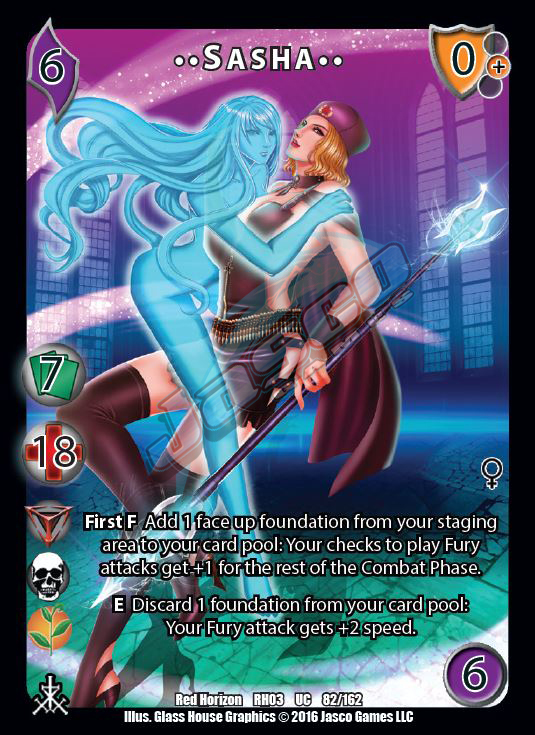 6
••SASHA••
0
+
7
18
First F Add 1 face up foundation from your staging
area to your card pool: Your checks to play Fury
attacks get +1 for the rest of the Combat Phase.
E Discard 1 foundation from your card pool:
Your Fury attack gets +2 speed.
6
Red Horizon RH03 UC 82/162
Illus. Glass House Graphics © 2016 Jasco Games LLC
JASCO